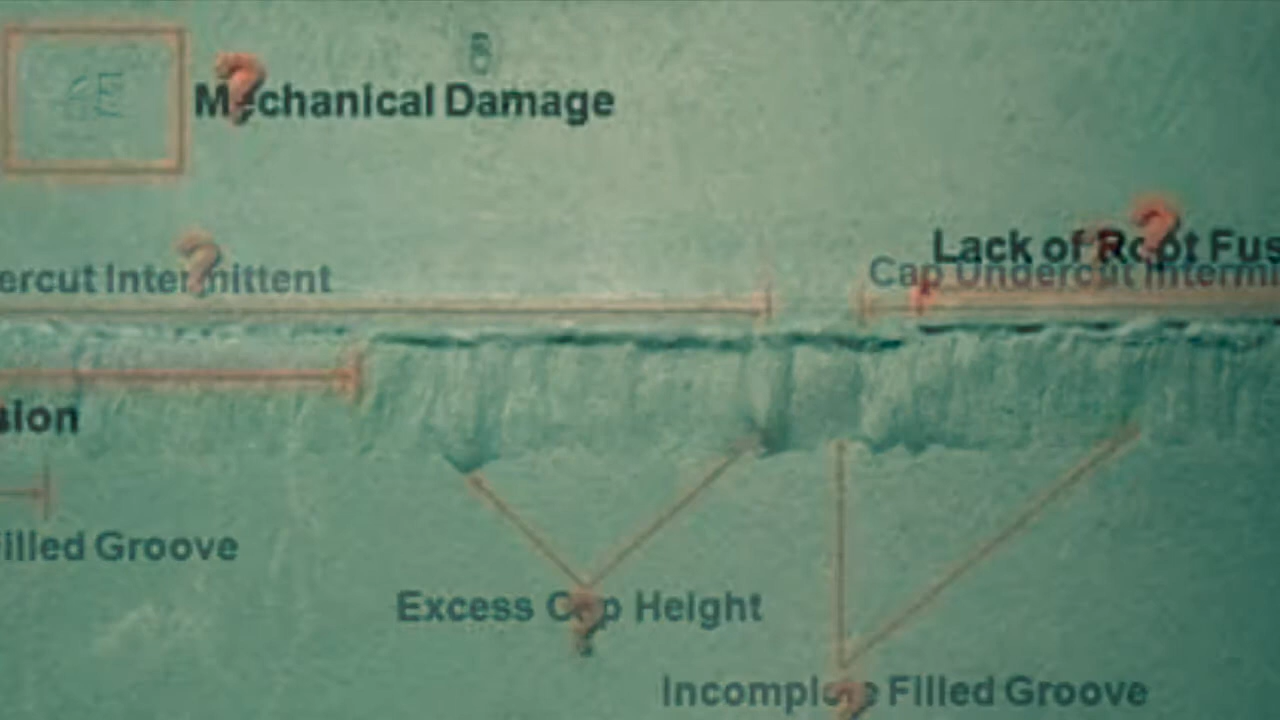 Mechanical Damage
?
Lack of Root Fus
?
ercut Intermittent
?
Cap Undercut Intermi
?
sion
illed Groove
Excess Cap Height
?
Incomplete Filled Groove
?